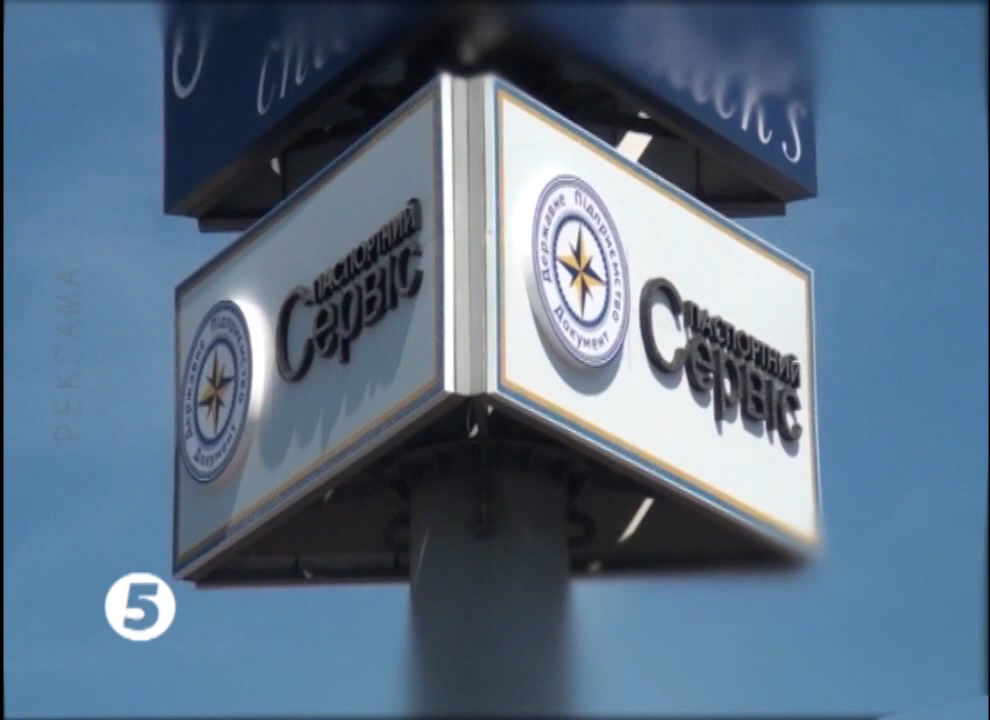 Державне Підприємство
Документ
ПАСПОРТНИЙ
Сервіс
Державне Підприємство
Документ
ПАСПОРТНИЙ
Сервіс
РЕКЛАМА
5